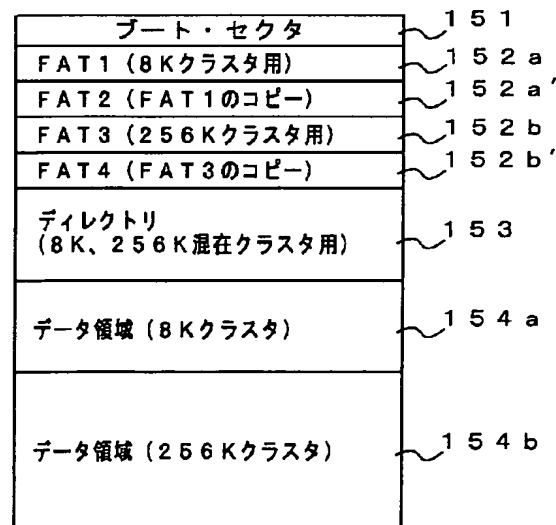 ブート・セクタ 151
FAT1(8Kクラスタ用) 152a
FAT2(FAT1のコピー) 152a'
FAT3(256Kクラスタ用) 152b
FAT4(FAT3のコピー) 152b'
ディレクトリ
(8K、256K混在クラスタ用) 153
データ領域(8Kクラスタ) 154a
データ領域(256Kクラスタ) 154b